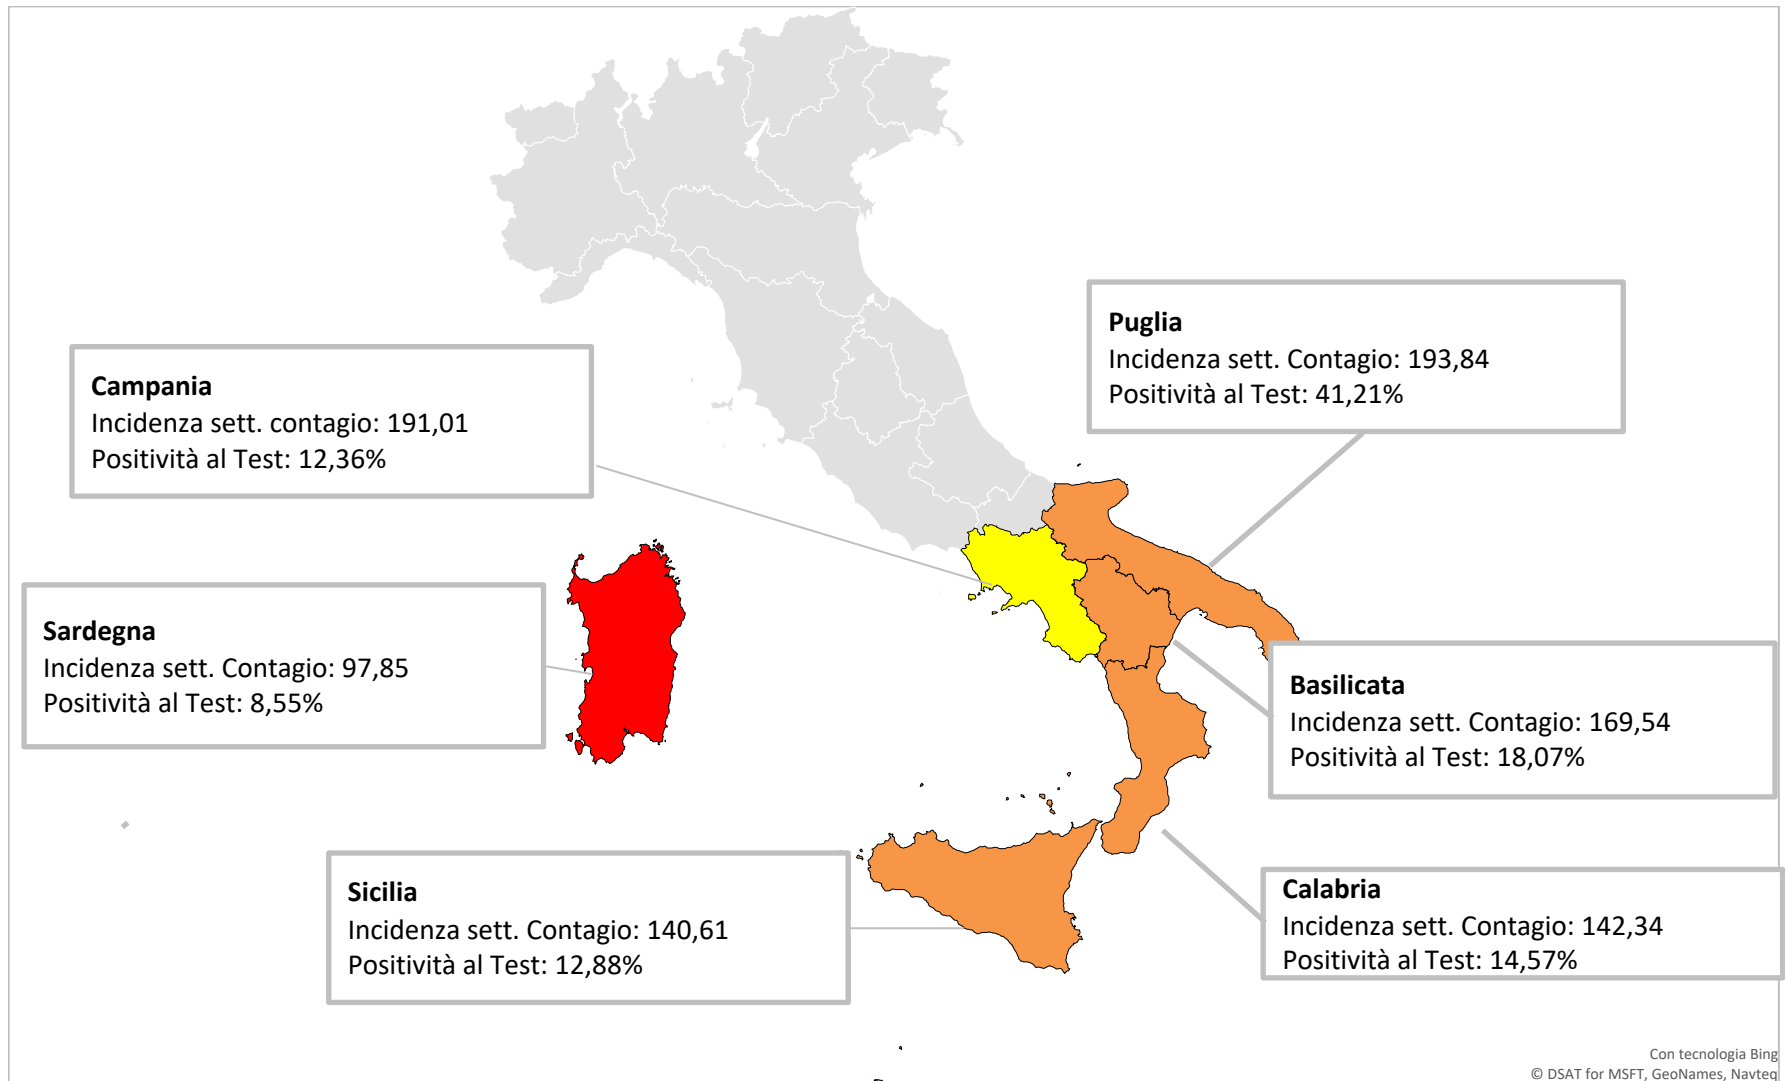 Puglia
Incidenza sett. Contagio: 193,84
Positività al Test: 41,21%
Campania
Incidenza sett. contagio: 191,01
Positività al Test: 12,36%
Sardegna
Incidenza sett. Contagio: 97,85
Positività al Test: 8,55%
Basilicata
Incidenza sett. Contagio: 169,54
Positività al Test: 18,07%
Sicilia
Incidenza sett. Contagio: 140,61
Positività al Test: 12,88%
Calabria
Incidenza sett. Contagio: 142,34
Positività al Test: 14,57%
Con tecnologia Bing
© DSAT for MSFT, GeoNames, Navteq